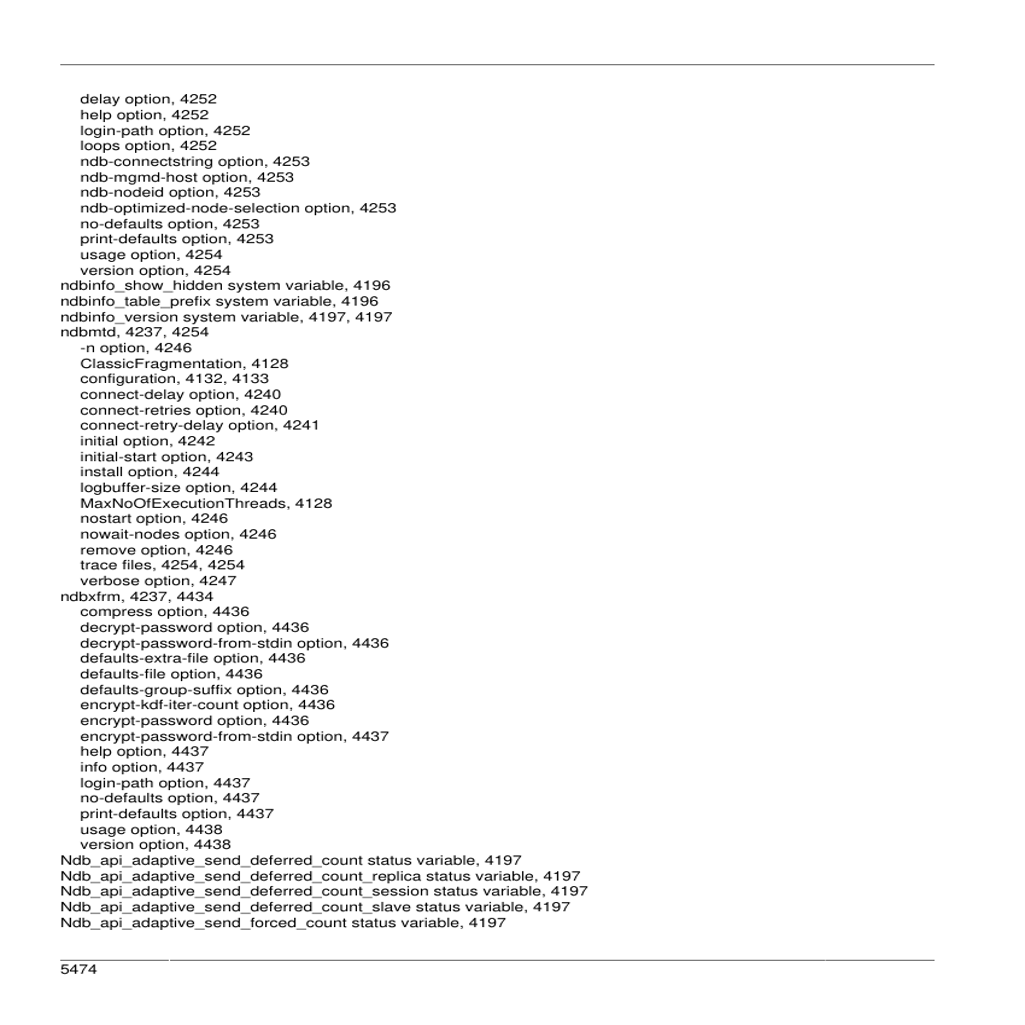 delay option, 4252
help option, 4252
login-path option, 4252
loops option, 4252
ndb-connectstring option, 4253
ndb-mgmd-host option, 4253
ndb-nodeid option, 4253
ndb-optimized-node-selection option, 4253
no-defaults option, 4253
print-defaults option, 4253
usage option, 4254
version option, 4254
ndbinfo_show_hidden system variable, 4196
ndbinfo_table_prefix system variable, 4196
ndbinfo_version system variable, 4197, 4197
ndbmtd, 4237, 4254
-n option, 4246
ClassicFragmentation, 4128
configuration, 4132, 4133
connect-delay option, 4240
connect-retries option, 4240
connect-retry-delay option, 4241
initial option, 4242
initial-start option, 4243
install option, 4244
logbuffer-size option, 4244
MaxNoOfExecutionThreads, 4128
nostart option, 4246
nowait-nodes option, 4246
remove option, 4246
trace files, 4254, 4254
verbose option, 4247
ndbxfrm, 4237, 4434
compress option, 4436
decrypt-password option, 4436
decrypt-password-from-stdin option, 4436
defaults-extra-file option, 4436
defaults-file option, 4436
defaults-group-suffix option, 4436
encrypt-kdf-iter-count option, 4436
encrypt-password option, 4436
encrypt-password-from-stdin option, 4437
help option, 4437
info option, 4437
login-path option, 4437
no-defaults option, 4437
print-defaults option, 4437
usage option, 4438
version option, 4438
Ndb_api_adaptive_send_deferred_count status variable, 4197
Ndb_api_adaptive_send_deferred_count_replica status variable, 4197
Ndb_api_adaptive_send_deferred_count_session status variable, 4197
Ndb_api_adaptive_send_deferred_count_slave status variable, 4197
Ndb_api_adaptive_send_forced_count status variable, 4197
5474